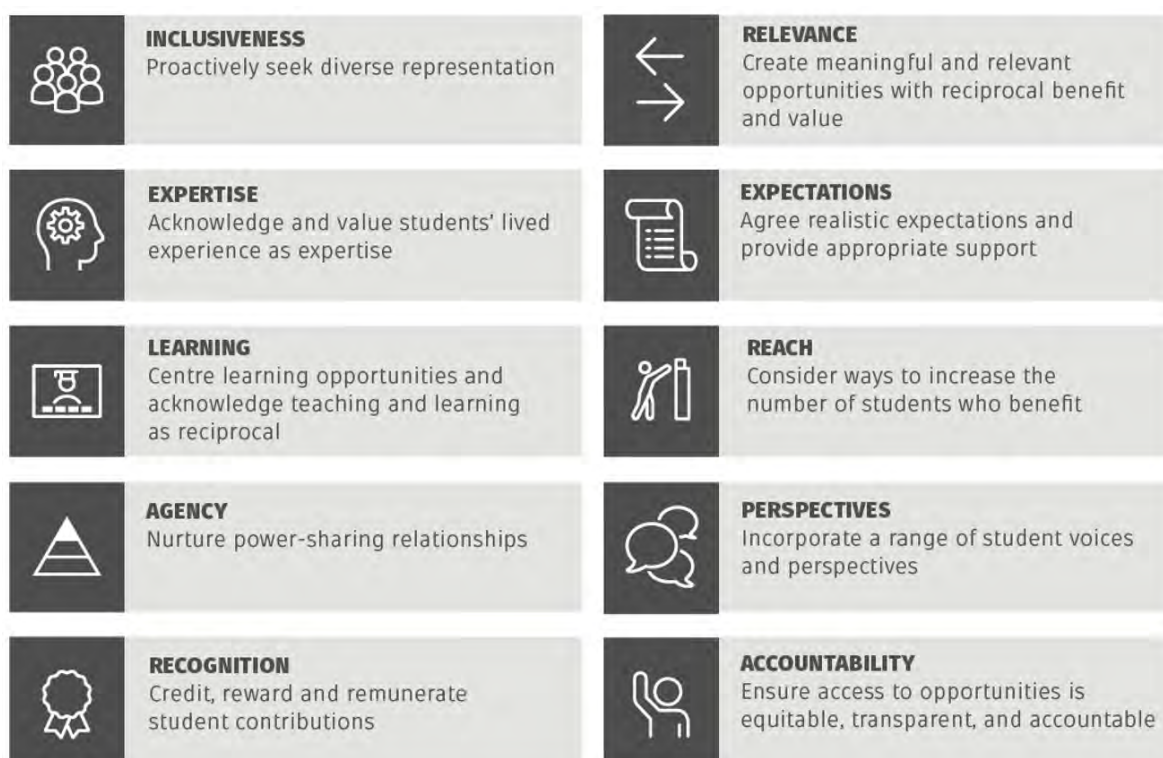 INCLUSIVENESS
Proactively seek diverse representation
EXPERTISE
Acknowledge and value students’ lived
experience as expertise
LEARNING
Centre learning opportunities and
acknowledge teaching and learning
as reciprocal
AGENCY
Nurture power-sharing relationships
RECOGNITION
Credit, reward and remunerate
student contributions
RELEVANCE
Create meaningful and relevant
opportunities with reciprocal benefit
and value
EXPECTATIONS
Agree realistic expectations and
provide appropriate support
REACH
Consider ways to increase the
number of students who benefit
PERSPECTIVES
Incorporate a range of student voices
and perspectives
ACCOUNTABILITY
Ensure access to opportunities is
equitable, transparent, and accountable